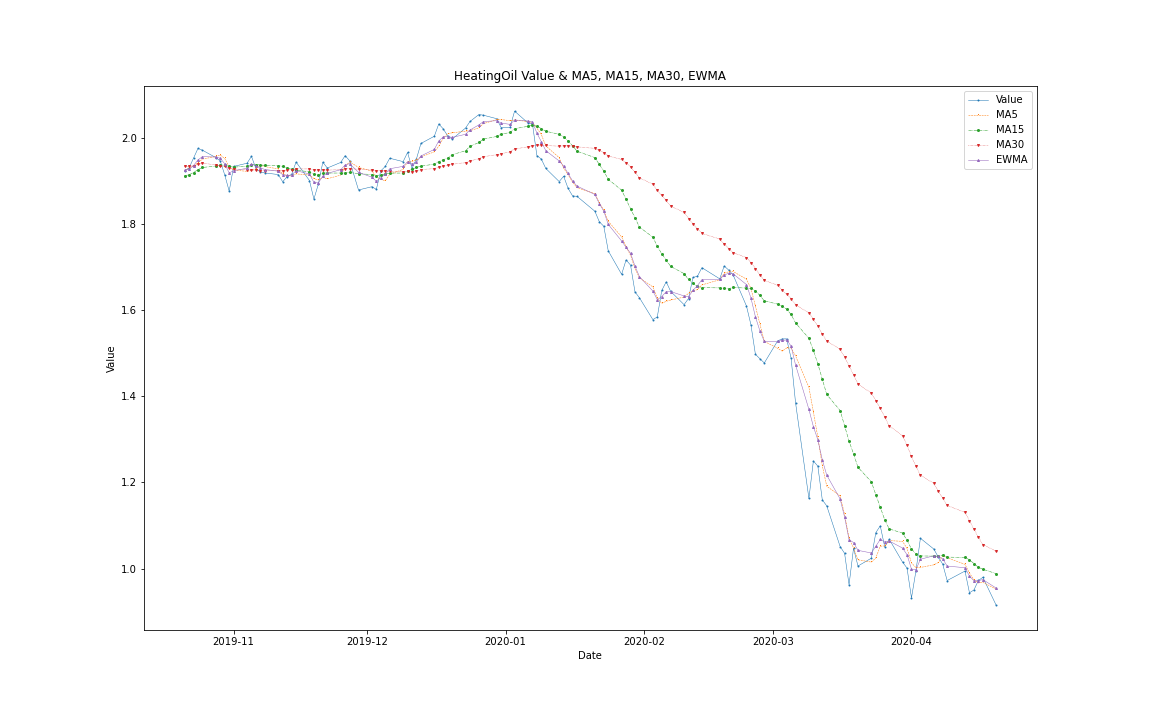 HeatingOil Value & MA5, MA15, MA30, EWMA
Value
MA5
MA15
MA30
EWMA
2.0
1.8
1.6
1.4
1.2
1.0
Value
2019-11
2019-12
2020-01
2020-02
2020-03
2020-04
Date